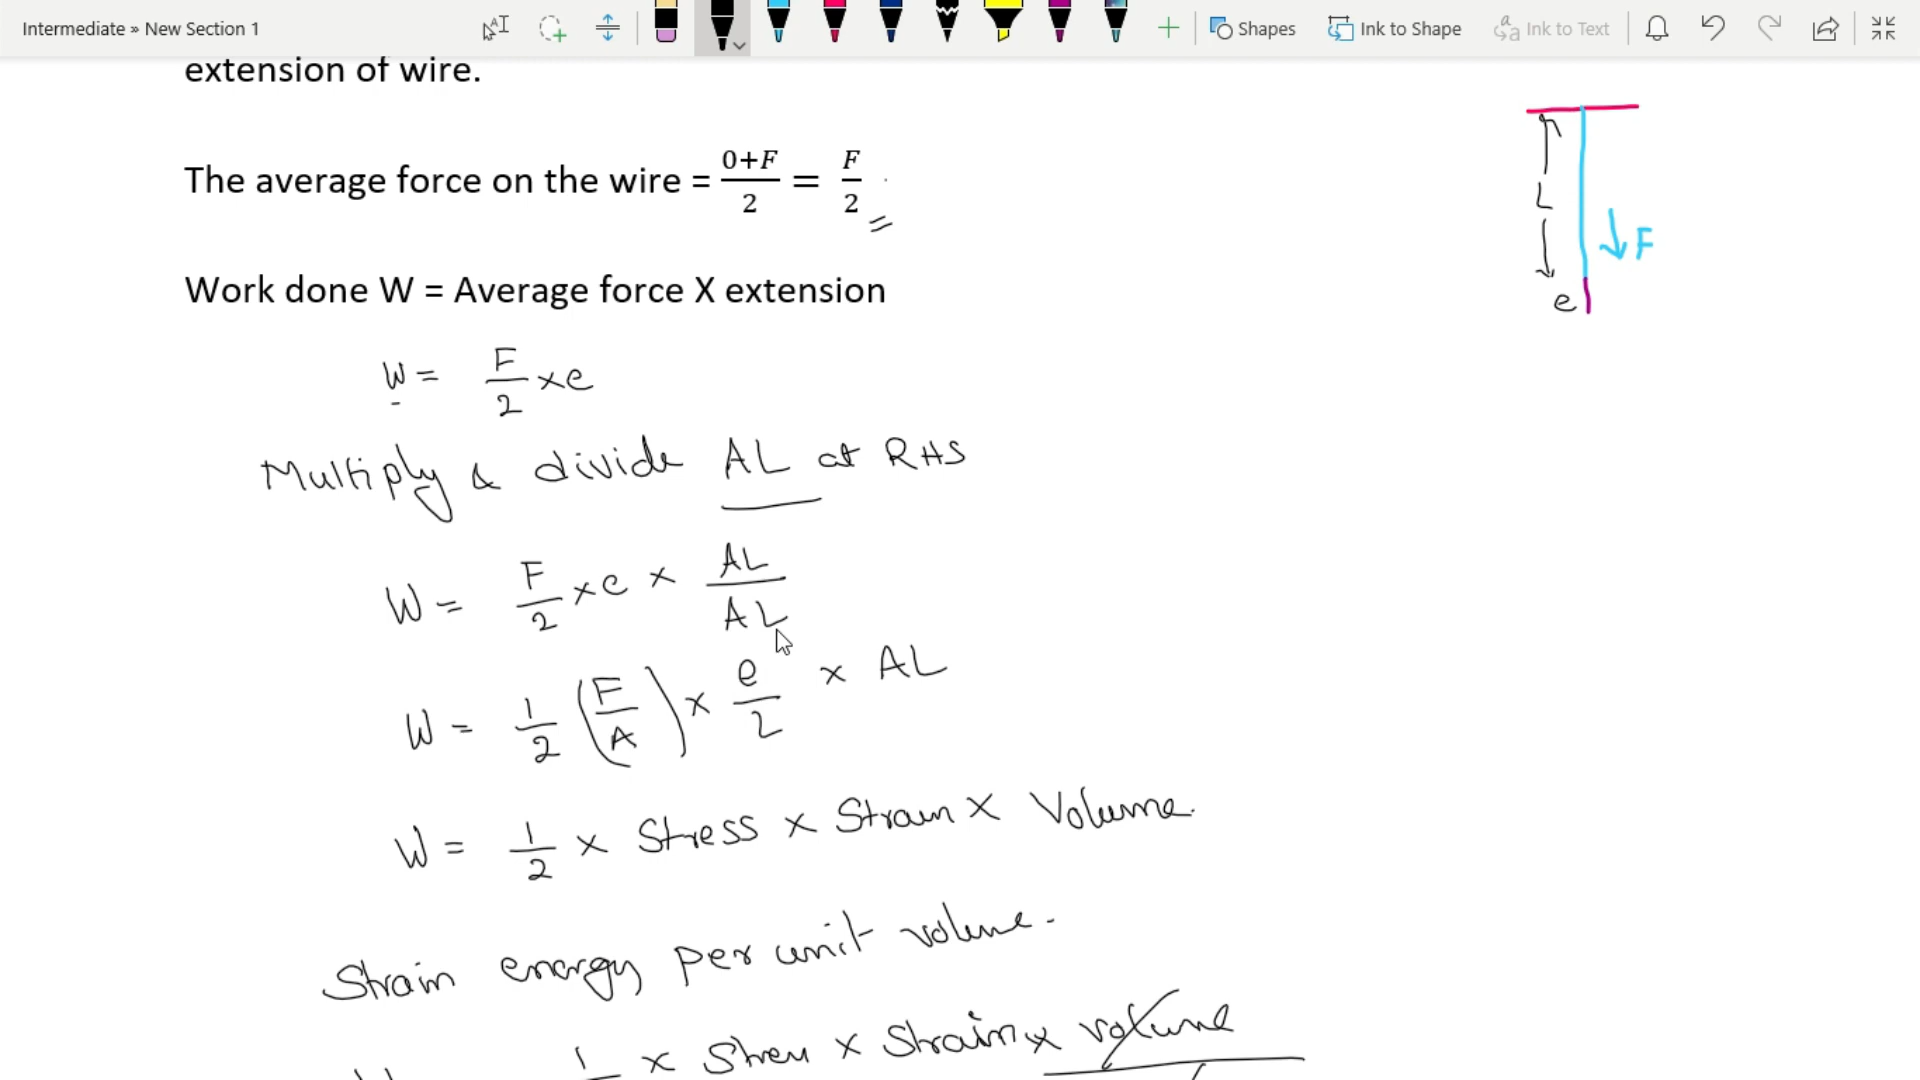 Intermediate » New Section 1
Shapes
Ink to Shape
Ink to Text
extension of wire.
The average force on the wire = (0+F)/2 = F/2
Work done W = Average force X extension
W = F/2 × e
Multiply & divide AL at RHS
W = F/2 × e × AL/AL
W = 1/2 (F/A) × e/L × AL
W = 1/2 × Stress × Strain × Volume.
Strain energy per unit volume.
1 × Stress × Strain × volume
L
F
e